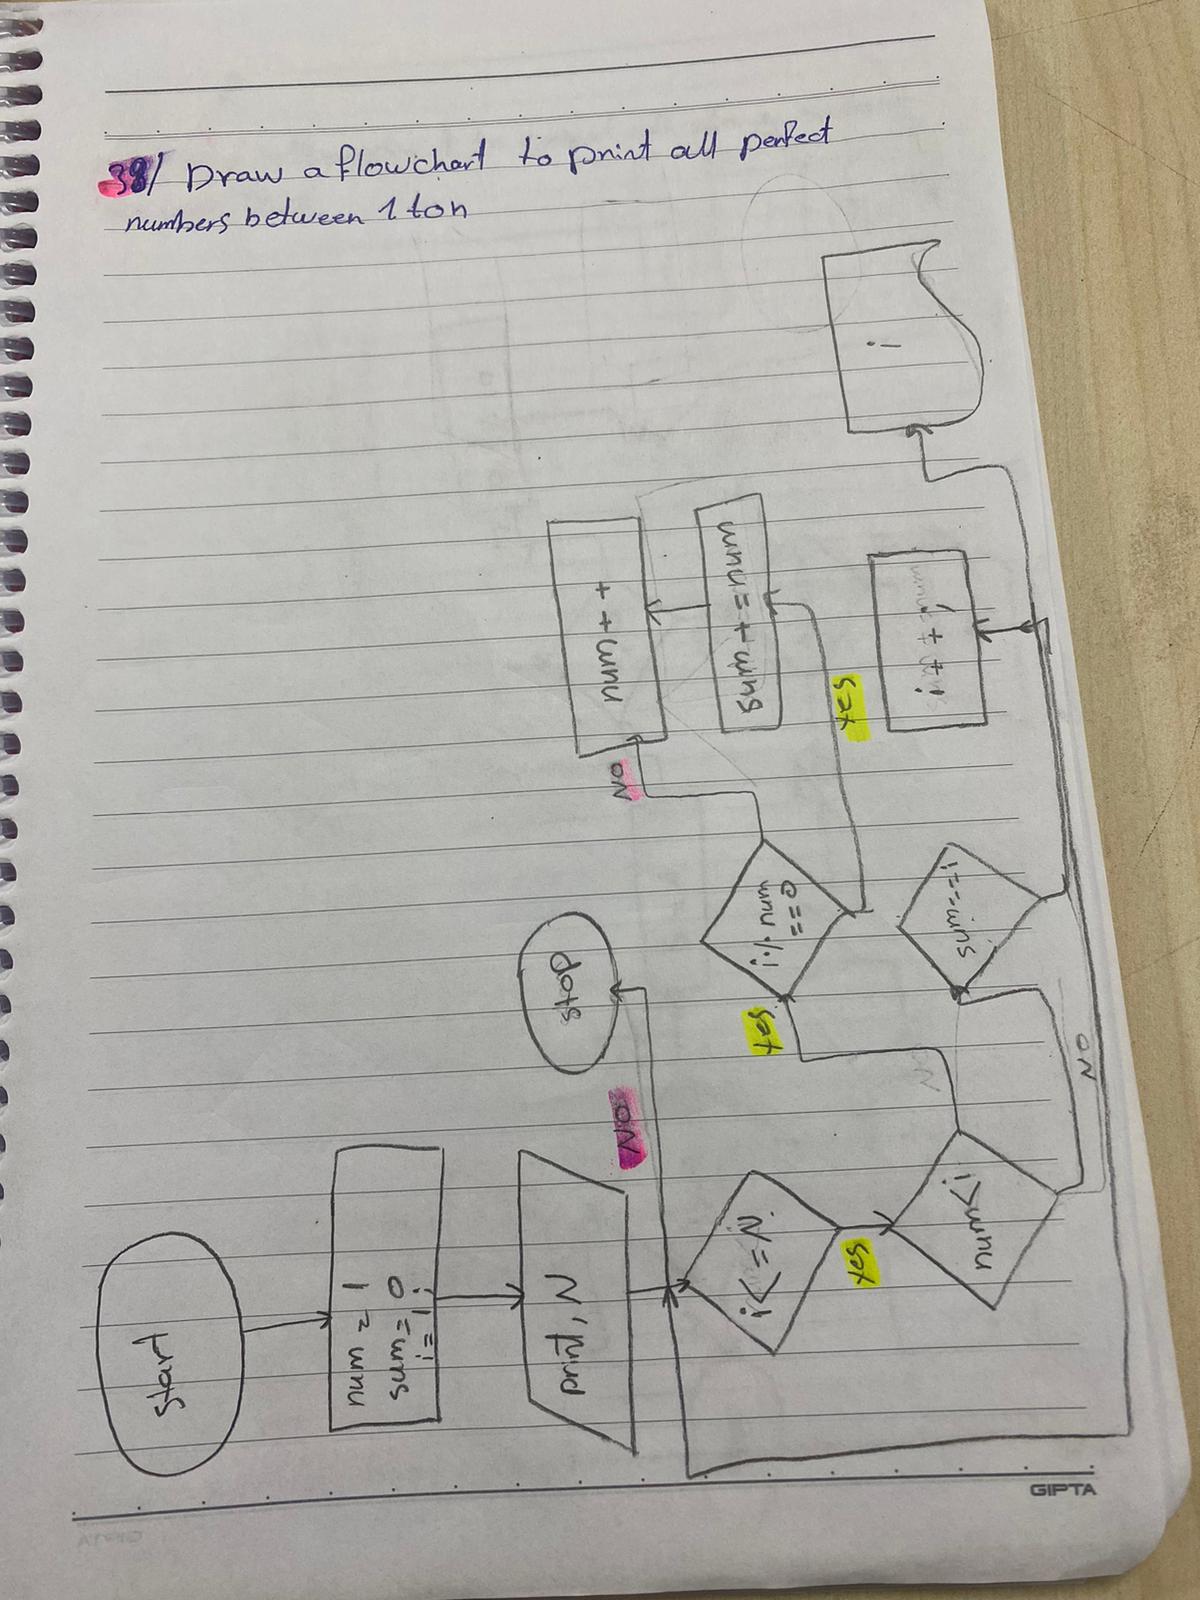 38/ Draw a flowchart to print all perfect
numbers between 1 to n
start
num = 1
sum = 0
i = 1;
print, N
i <= N.
NO
stop
Yes
num<i
Yes
i % num
== 0
NO
Yes
sum + = num
num + +
NO
sum == i
i + +
i
GIPTA